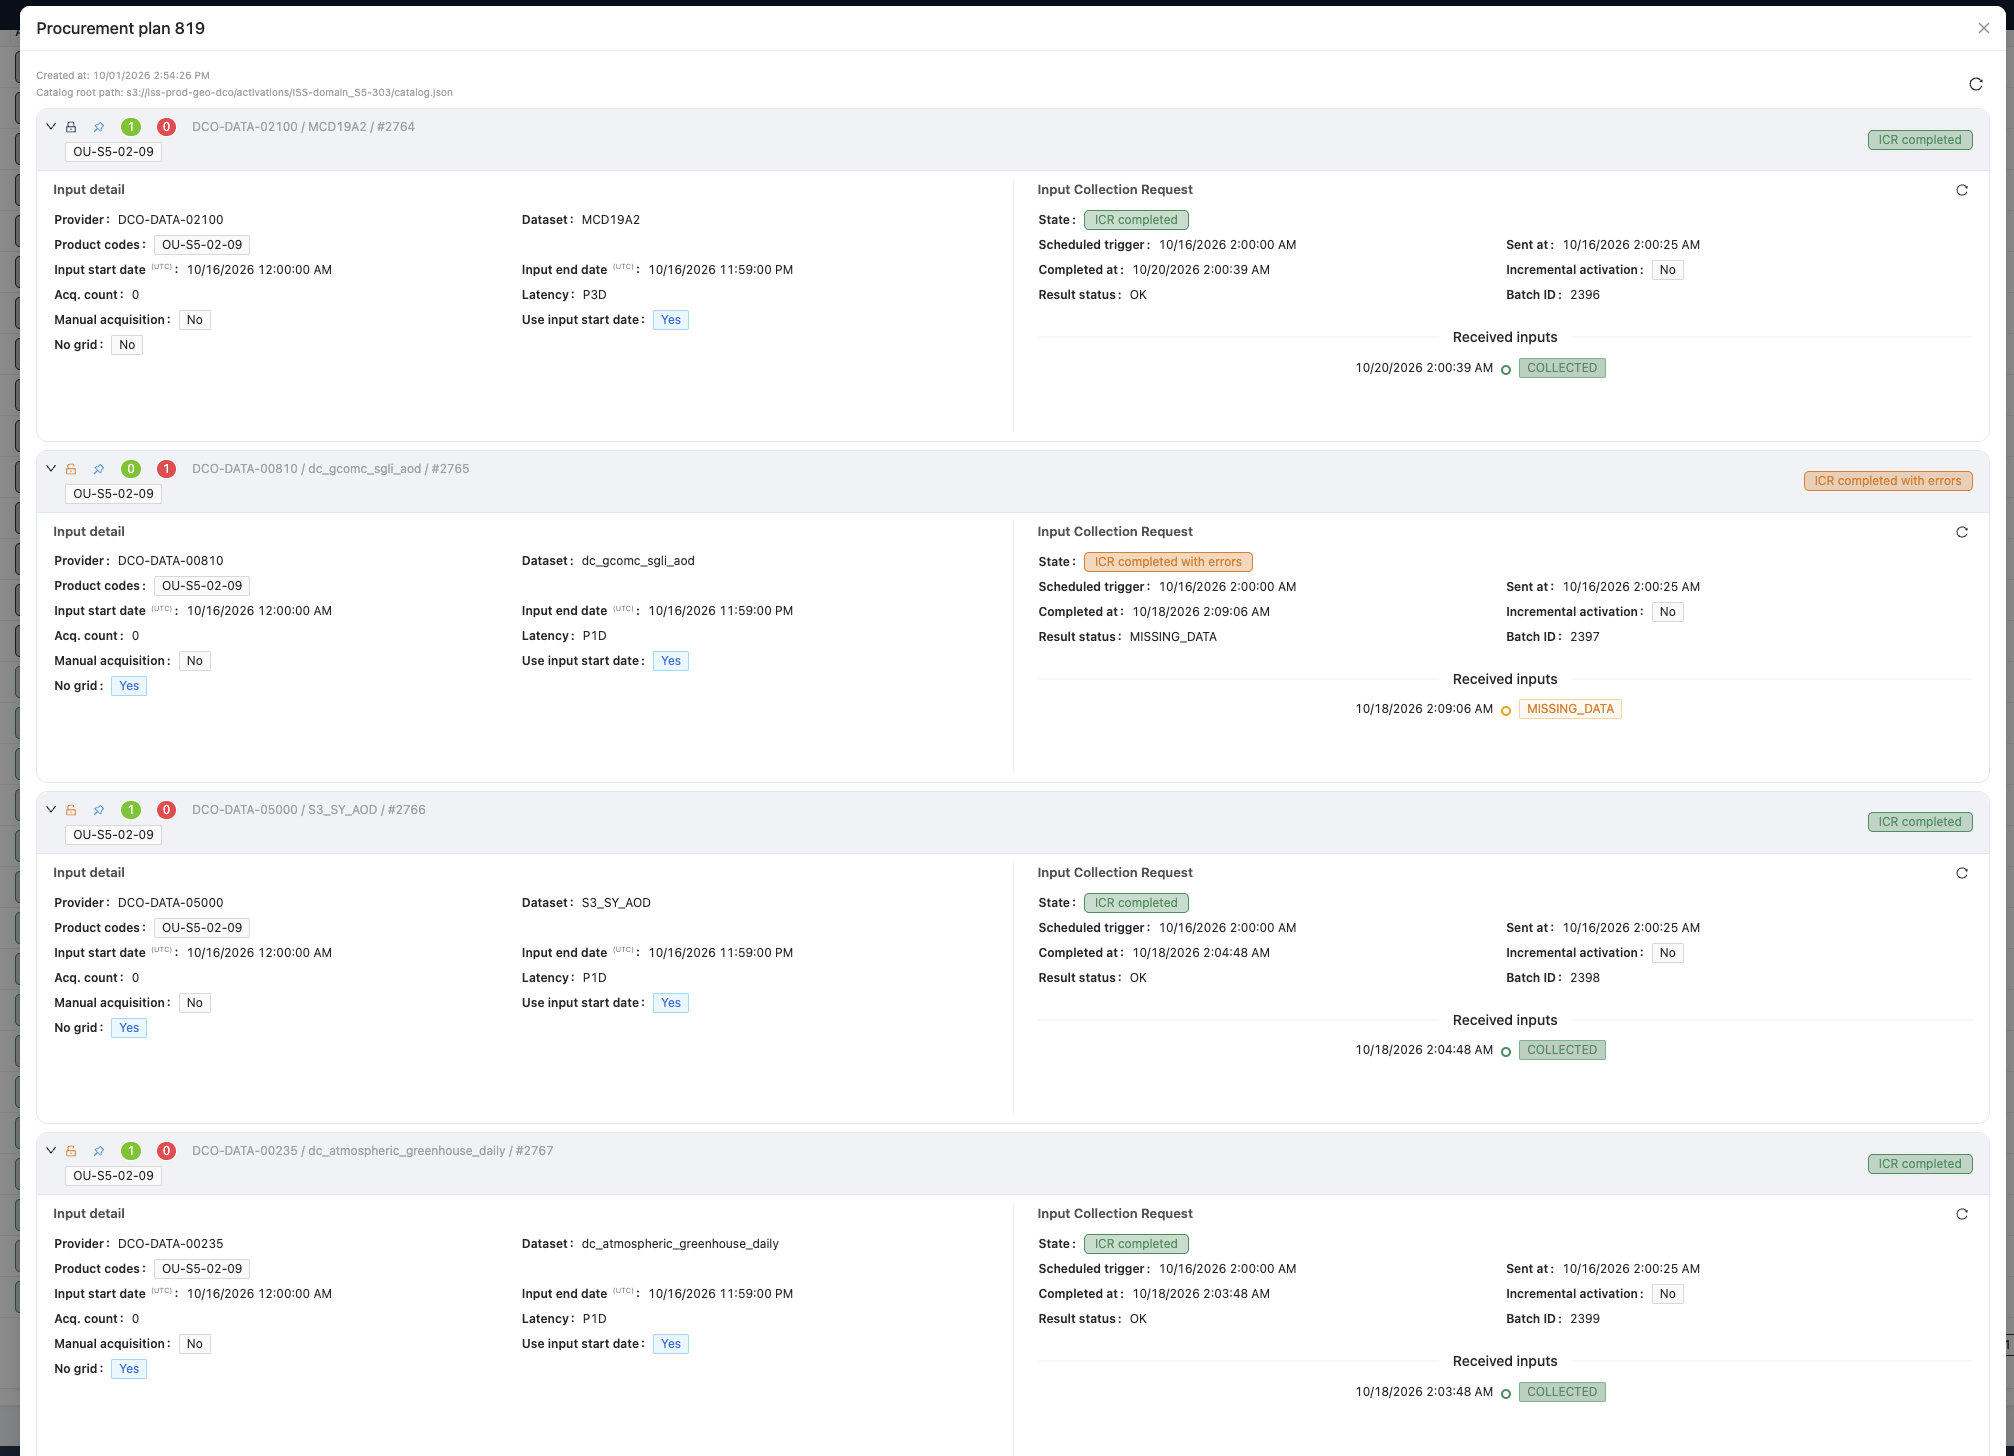 Procurement plan 819
Created at: 10/01/2026 2:54:26 PM
Catalog root path: s3://iss-prod-geo-dco/activations/ISS-domain_S5-303/catalog.json
1 0 DCO-DATA-02100 / MCD19A2 / #2764
OU-S5-02-09
ICR completed
Input detail
Provider: DCO-DATA-02100
Dataset: MCD19A2
Product codes: OU-S5-02-09
Input start date (UTC): 10/16/2026 12:00:00 AM
Input end date (UTC): 10/16/2026 11:59:00 PM
Acq. count: 0
Latency: P3D
Manual acquisition: No
Use input start date: Yes
No grid: No
Input Collection Request
State: ICR completed
Scheduled trigger: 10/16/2026 2:00:00 AM
Sent at: 10/16/2026 2:00:25 AM
Completed at: 10/20/2026 2:00:39 AM
Incremental activation: No
Result status: OK
Batch ID: 2396
Received inputs
10/20/2026 2:00:39 AM COLLECTED
0 1 DCO-DATA-00810 / dc_gcomc_sgli_aod / #2765
OU-S5-02-09
ICR completed with errors
Input detail
Provider: DCO-DATA-00810
Dataset: dc_gcomc_sgli_aod
Product codes: OU-S5-02-09
Input start date (UTC): 10/16/2026 12:00:00 AM
Input end date (UTC): 10/16/2026 11:59:00 PM
Acq. count: 0
Latency: P1D
Manual acquisition: No
Use input start date: Yes
No grid: Yes
Input Collection Request
State: ICR completed with errors
Scheduled trigger: 10/16/2026 2:00:00 AM
Sent at: 10/16/2026 2:00:25 AM
Completed at: 10/18/2026 2:09:06 AM
Incremental activation: No
Result status: MISSING_DATA
Batch ID: 2397
Received inputs
10/18/2026 2:09:06 AM MISSING_DATA
1 0 DCO-DATA-05000 / S3_SY_AOD / #2766
OU-S5-02-09
ICR completed
Input detail
Provider: DCO-DATA-05000
Dataset: S3_SY_AOD
Product codes: OU-S5-02-09
Input start date (UTC): 10/16/2026 12:00:00 AM
Input end date (UTC): 10/16/2026 11:59:00 PM
Acq. count: 0
Latency: P1D
Manual acquisition: No
Use input start date: Yes
No grid: Yes
Input Collection Request
State: ICR completed
Scheduled trigger: 10/16/2026 2:00:00 AM
Sent at: 10/16/2026 2:00:25 AM
Completed at: 10/18/2026 2:04:48 AM
Incremental activation: No
Result status: OK
Batch ID: 2398
Received inputs
10/18/2026 2:04:48 AM COLLECTED
1 0 DCO-DATA-00235 / dc_atmospheric_greenhouse_daily / #2767
OU-S5-02-09
ICR completed
Input detail
Provider: DCO-DATA-00235
Dataset: dc_atmospheric_greenhouse_daily
Product codes: OU-S5-02-09
Input start date (UTC): 10/16/2026 12:00:00 AM
Input end date (UTC): 10/16/2026 11:59:00 PM
Acq. count: 0
Latency: P1D
Manual acquisition: No
Use input start date: Yes
No grid: Yes
Input Collection Request
State: ICR completed
Scheduled trigger: 10/16/2026 2:00:00 AM
Sent at: 10/16/2026 2:00:25 AM
Completed at: 10/18/2026 2:03:48 AM
Incremental activation: No
Result status: OK
Batch ID: 2399
Received inputs
10/18/2026 2:03:48 AM COLLECTED